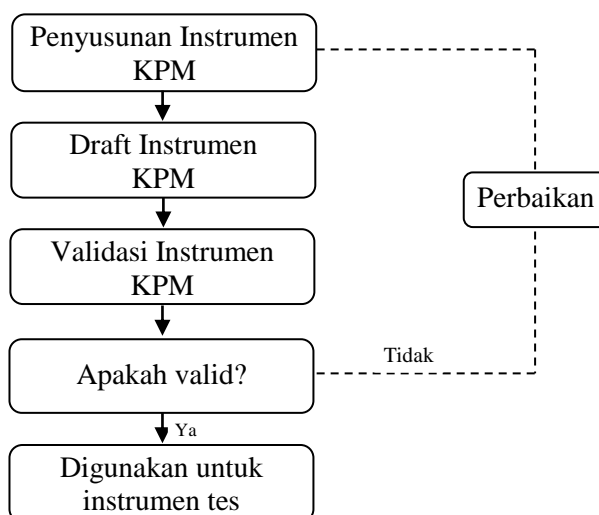 Penyusunan Instrumen
KPM
Draft Instrumen
KPM
Perbaikan
Validasi Instrumen
KPM
Apakah valid?
Tidak
Ya
Digunakan untuk
instrumen tes